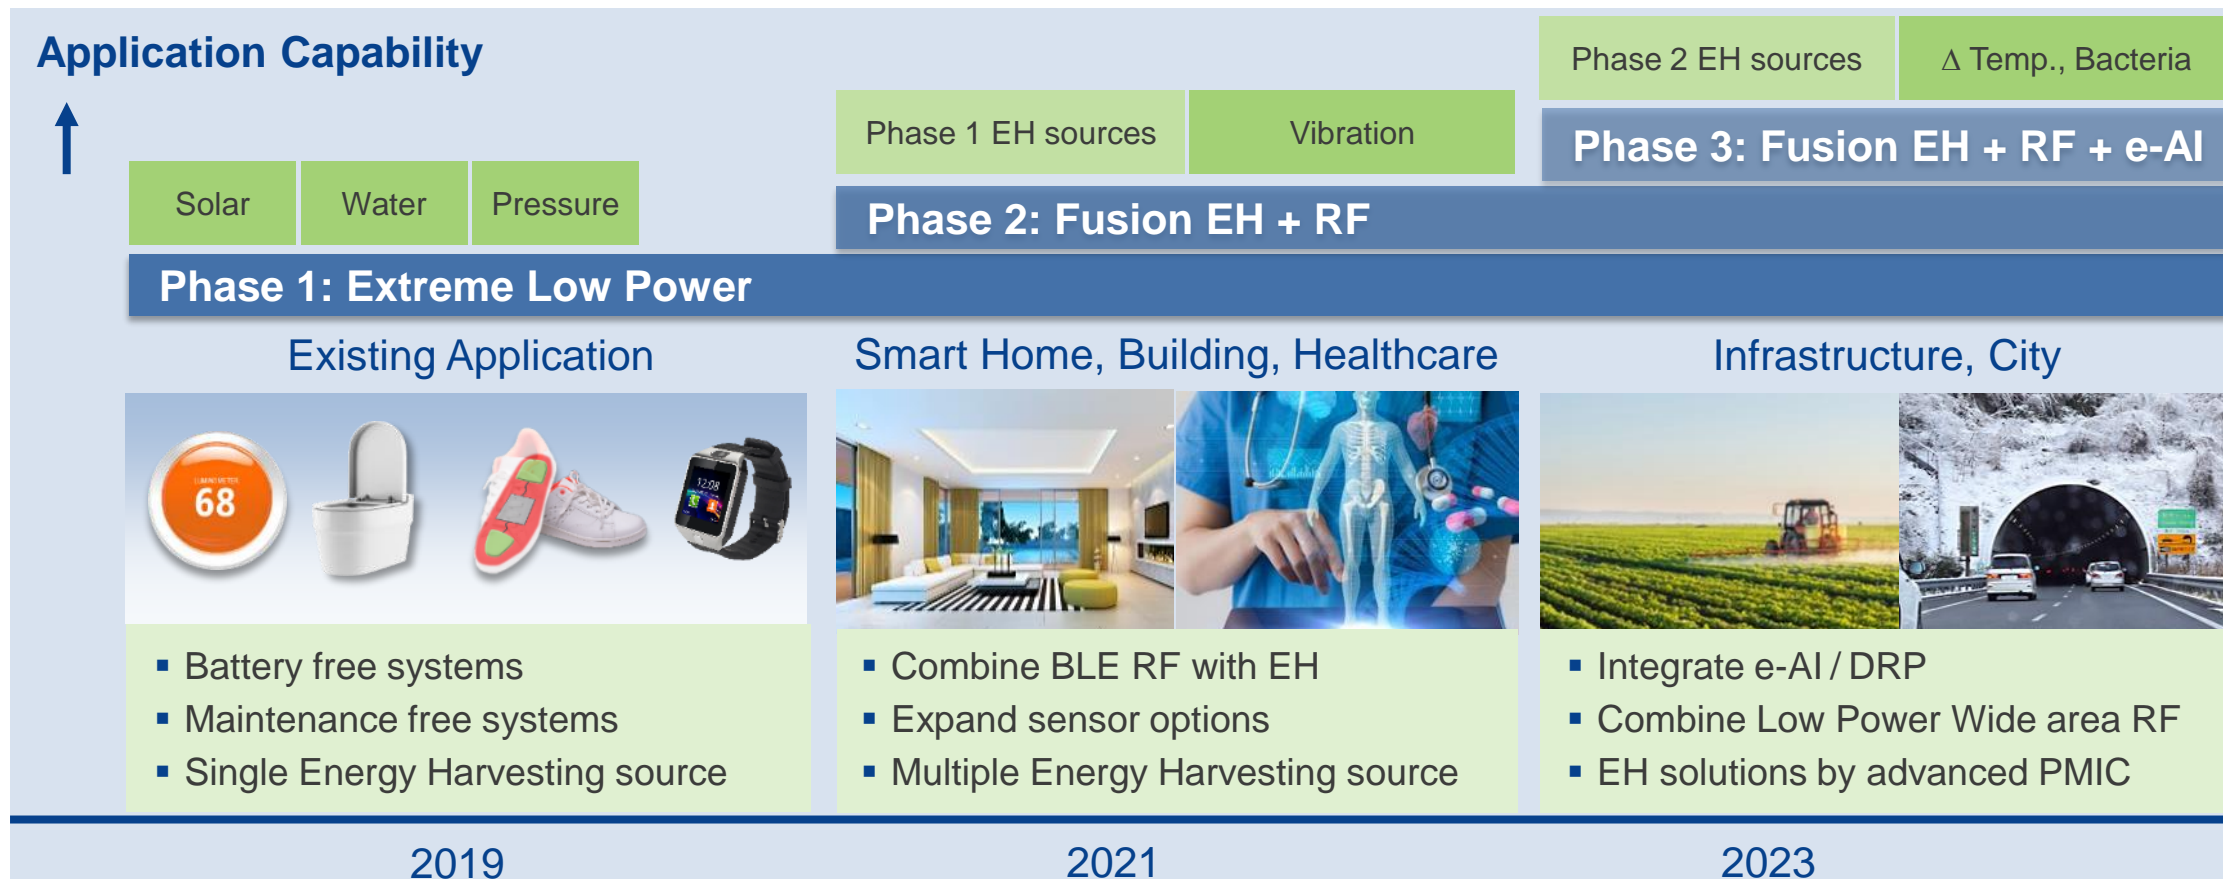 Application Capability
Phase 2 EH sources
Δ Temp., Bacteria
Phase 1 EH sources
Vibration
Phase 3: Fusion EH + RF + e-AI
Solar
Water
Pressure
Phase 2: Fusion EH + RF
Phase 1: Extreme Low Power
Existing Application
Smart Home, Building, Healthcare
Infrastructure, City
68
12:08
▪ Battery free systems
▪ Maintenance free systems
▪ Single Energy Harvesting source
▪ Combine BLE RF with EH
▪ Expand sensor options
▪ Multiple Energy Harvesting source
▪ Integrate e-AI / DRP
▪ Combine Low Power Wide area RF
▪ EH solutions by advanced PMIC
2019
2021
2023